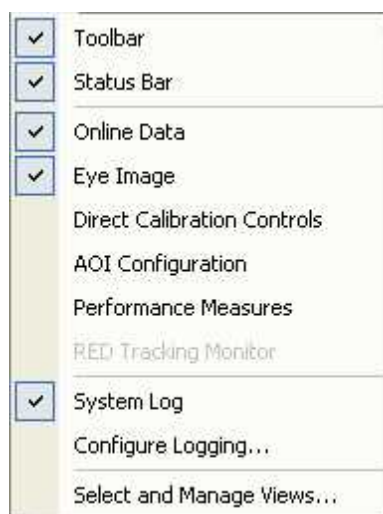 Toolbar
Status Bar
Online Data
Eye Image
Direct Calibration Controls
AOI Configuration
Performance Measures
RED Tracking Monitor
System Log
Configure Logging...
Select and Manage Views...